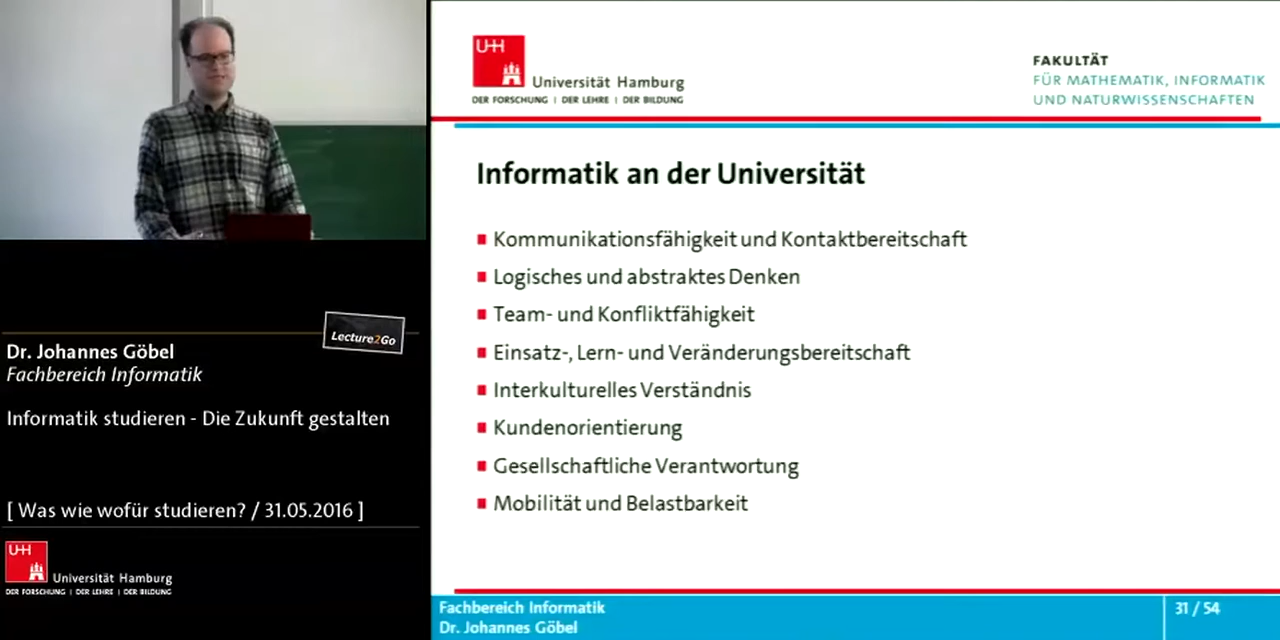 Lecture2Go
Dr. Johannes Göbel
Fachbereich Informatik
Informatik studieren - Die Zukunft gestalten
[ Was wie wofür studieren? / 31.05.2016 ]
UHH
Universität Hamburg
DER FORSCHUNG | DER LEHRE | DER BILDUNG
UHH
Universität Hamburg
DER FORSCHUNG | DER LEHRE | DER BILDUNG
FAKULTÄT
FÜR MATHEMATIK, INFORMATIK
UND NATURWISSENSCHAFTEN
Informatik an der Universität
Kommunikationsfähigkeit und Kontaktbereitschaft
Logisches und abstraktes Denken
Team- und Konfliktfähigkeit
Einsatz-, Lern- und Veränderungsbereitschaft
Interkulturelles Verständnis
Kundenorientierung
Gesellschaftliche Verantwortung
Mobilität und Belastbarkeit
Fachbereich Informatik
Dr. Johannes Göbel
31 / 54